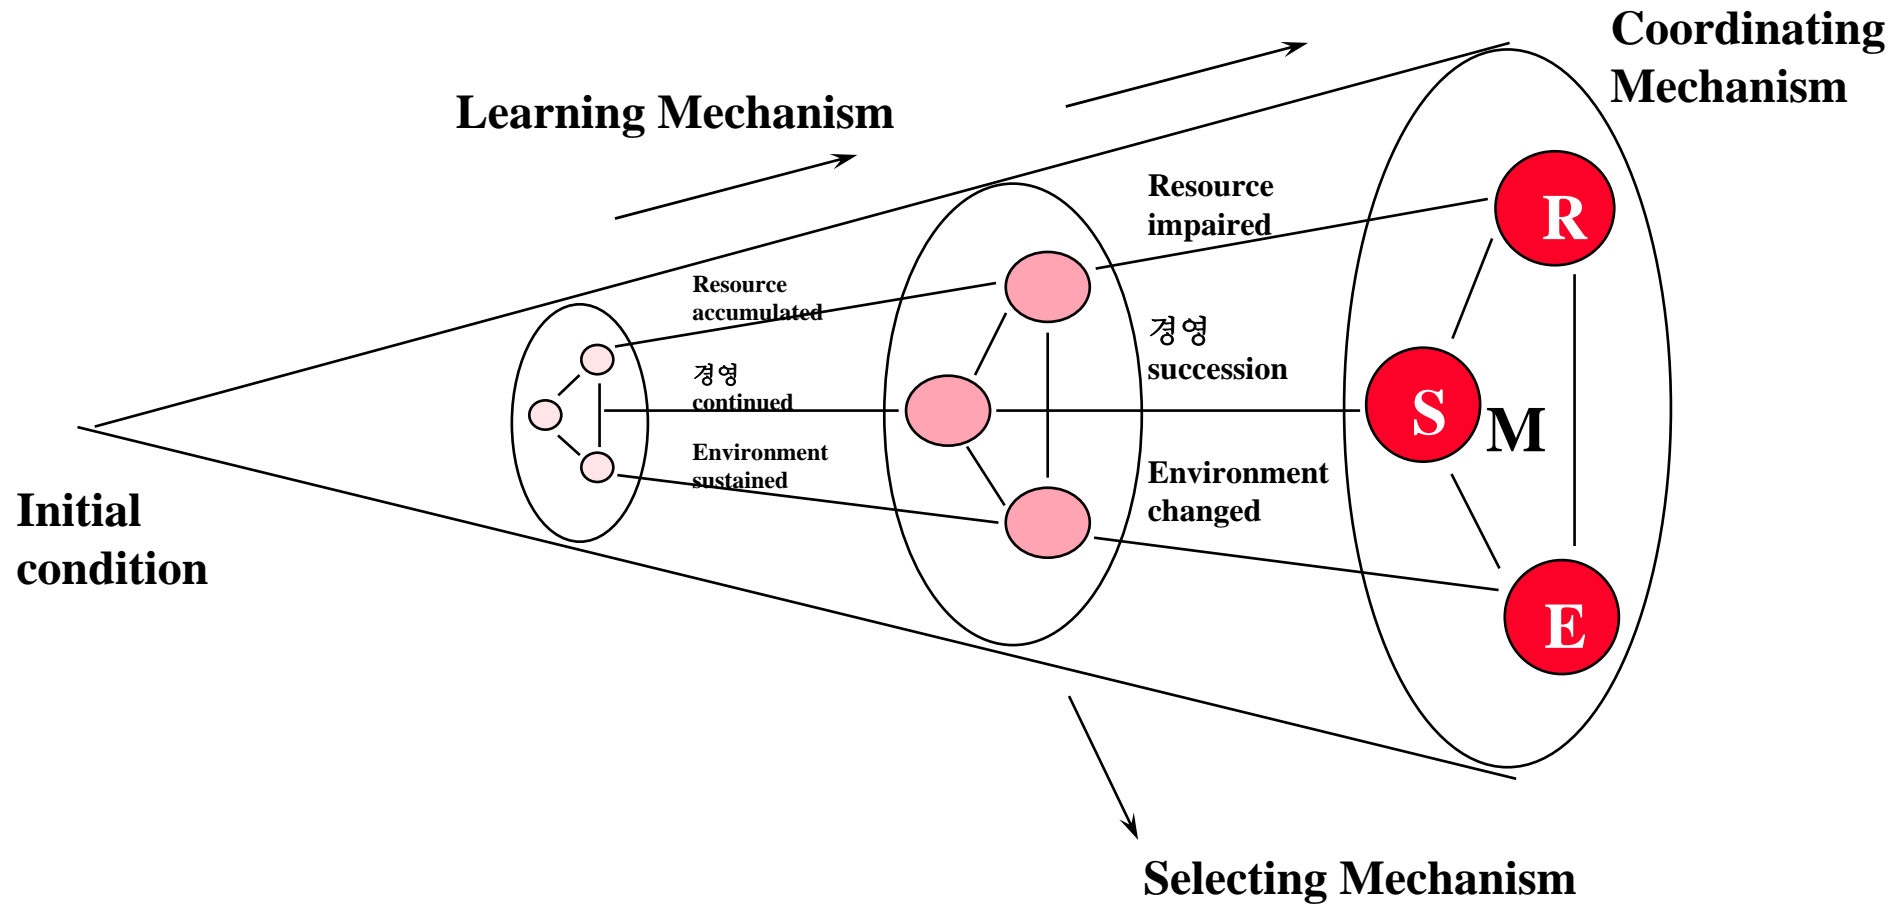 Coordinating
Mechanism
Learning Mechanism
Resource
impaired
R
Resource
accumulated
경영
succession
경영
continued
S
M
Environment
sustained
Environment
changed
Initial
condition
E
Selecting Mechanism